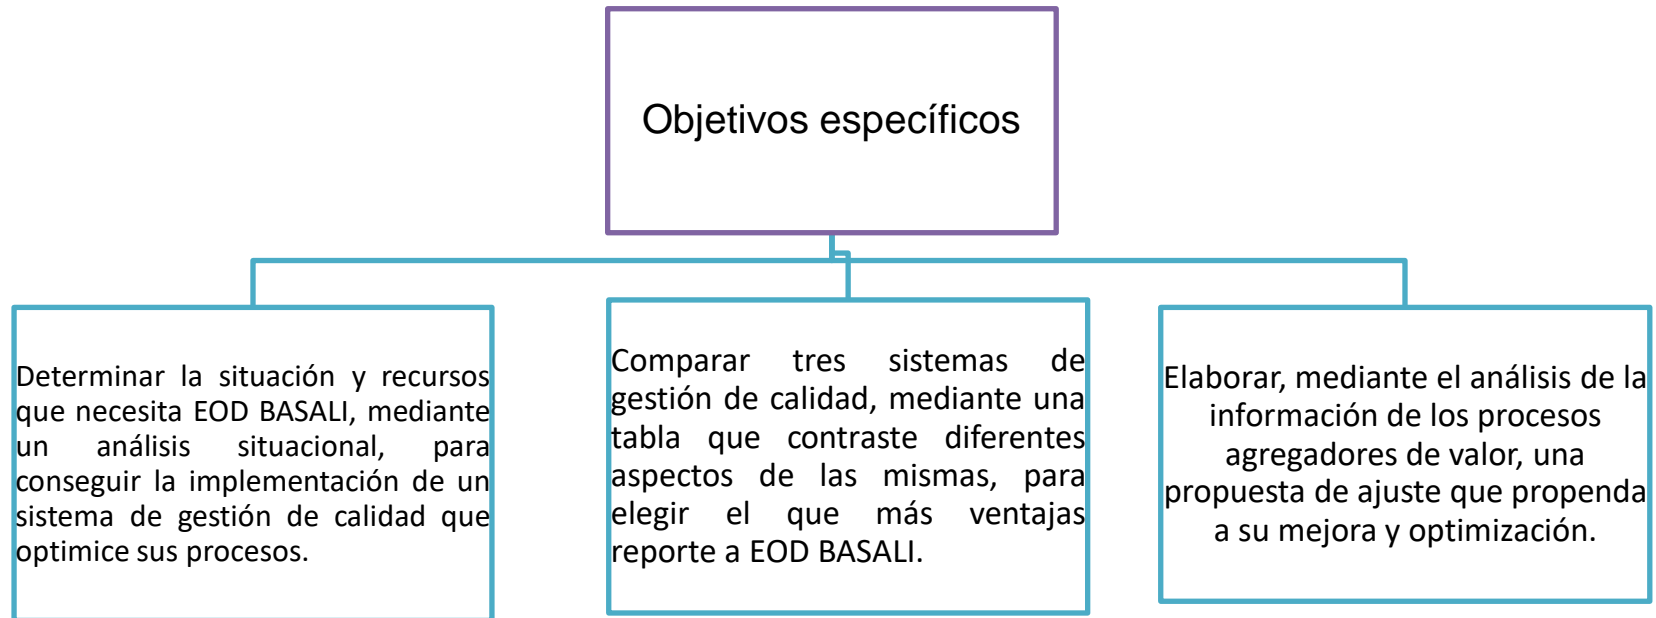 Objetivos específicos
Determinar la situación y recursos
que necesita EOD BASALI, mediante
un análisis situacional, para
conseguir la implementación de un
sistema de gestión de calidad que
optimice sus procesos.
Comparar tres sistemas de
gestión de calidad, mediante una
tabla que contraste diferentes
aspectos de las mismas, para
elegir el que más ventajas
reporte a EOD BASALI.
Elaborar, mediante el análisis de la
información de los procesos
agregadores de valor, una
propuesta de ajuste que propenda
a su mejora y optimización.